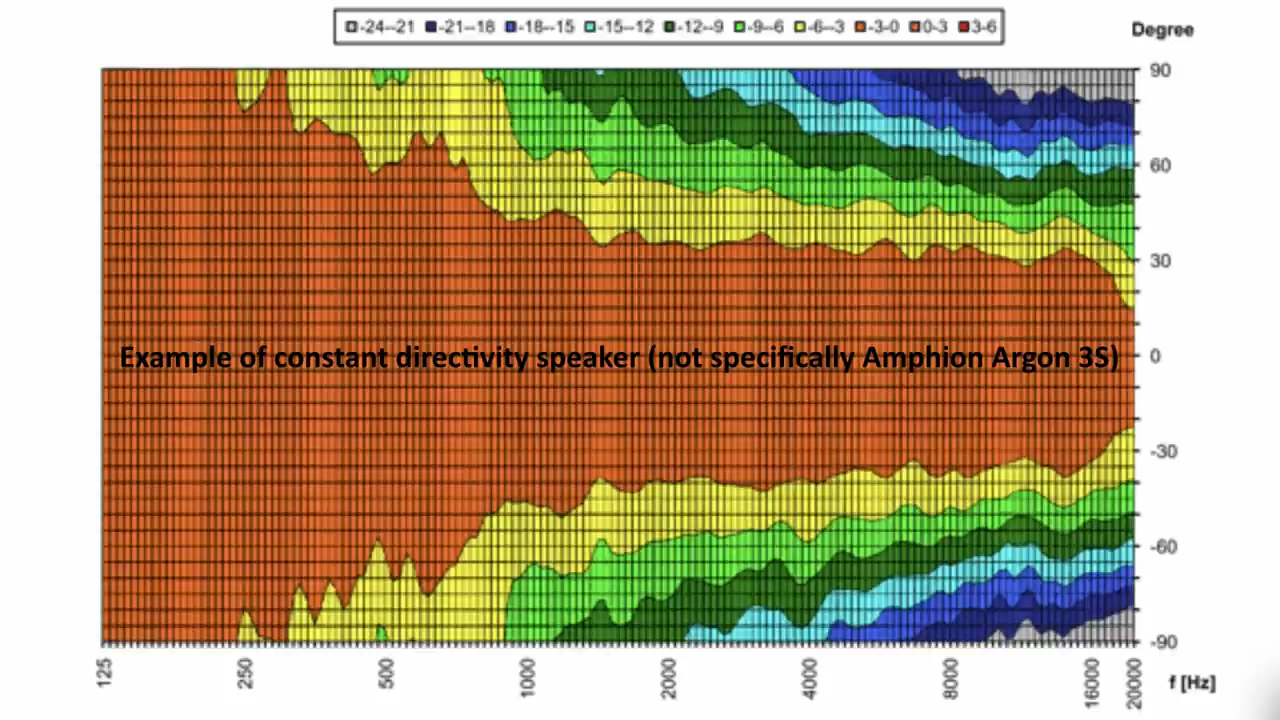 -24--21 -21--18 -18--15 -15--12 -12--9 -9--6 -6--3 -3-0 0-3 3-6
Degree
90
60
30
0
Example of constant directivity speaker (not specifically Amphion Argon 3S)
-30
-60
-90
125 250 500 1000 2000 4000 8000 16000 20000
f [Hz]